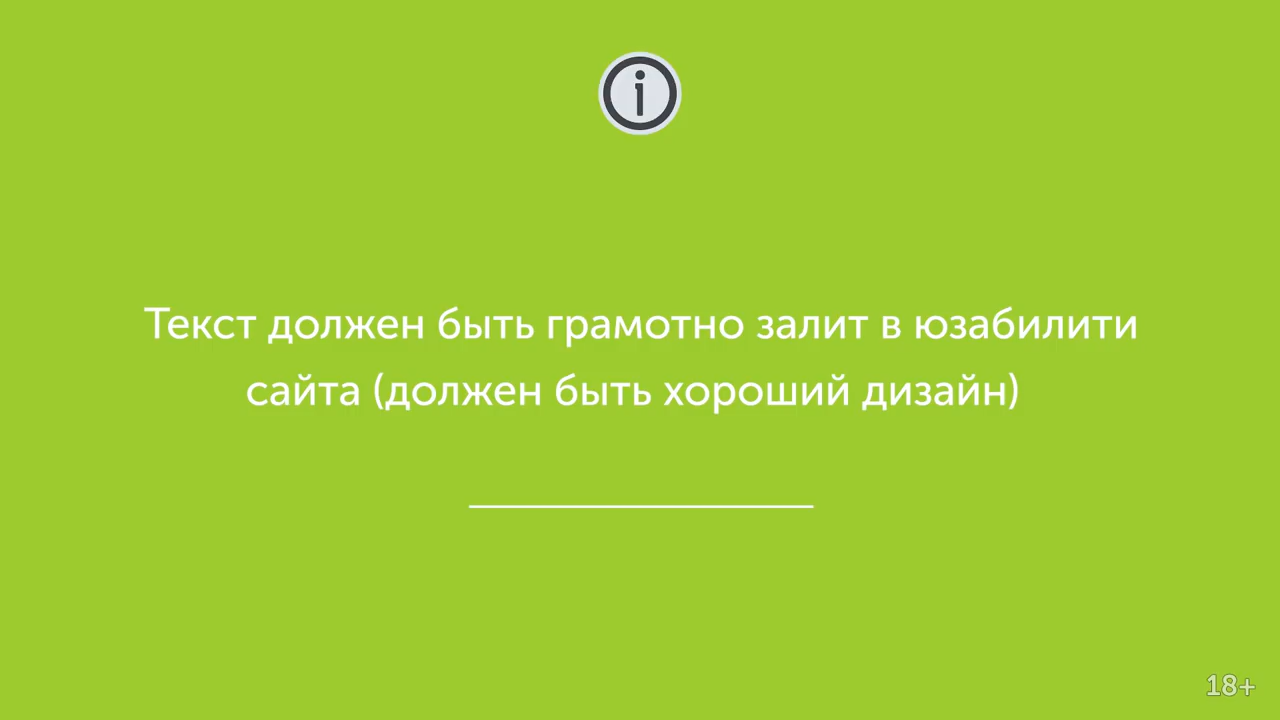 Текст должен быть грамотно залит в юзабилити
сайта (должен быть хороший дизайн)
18+